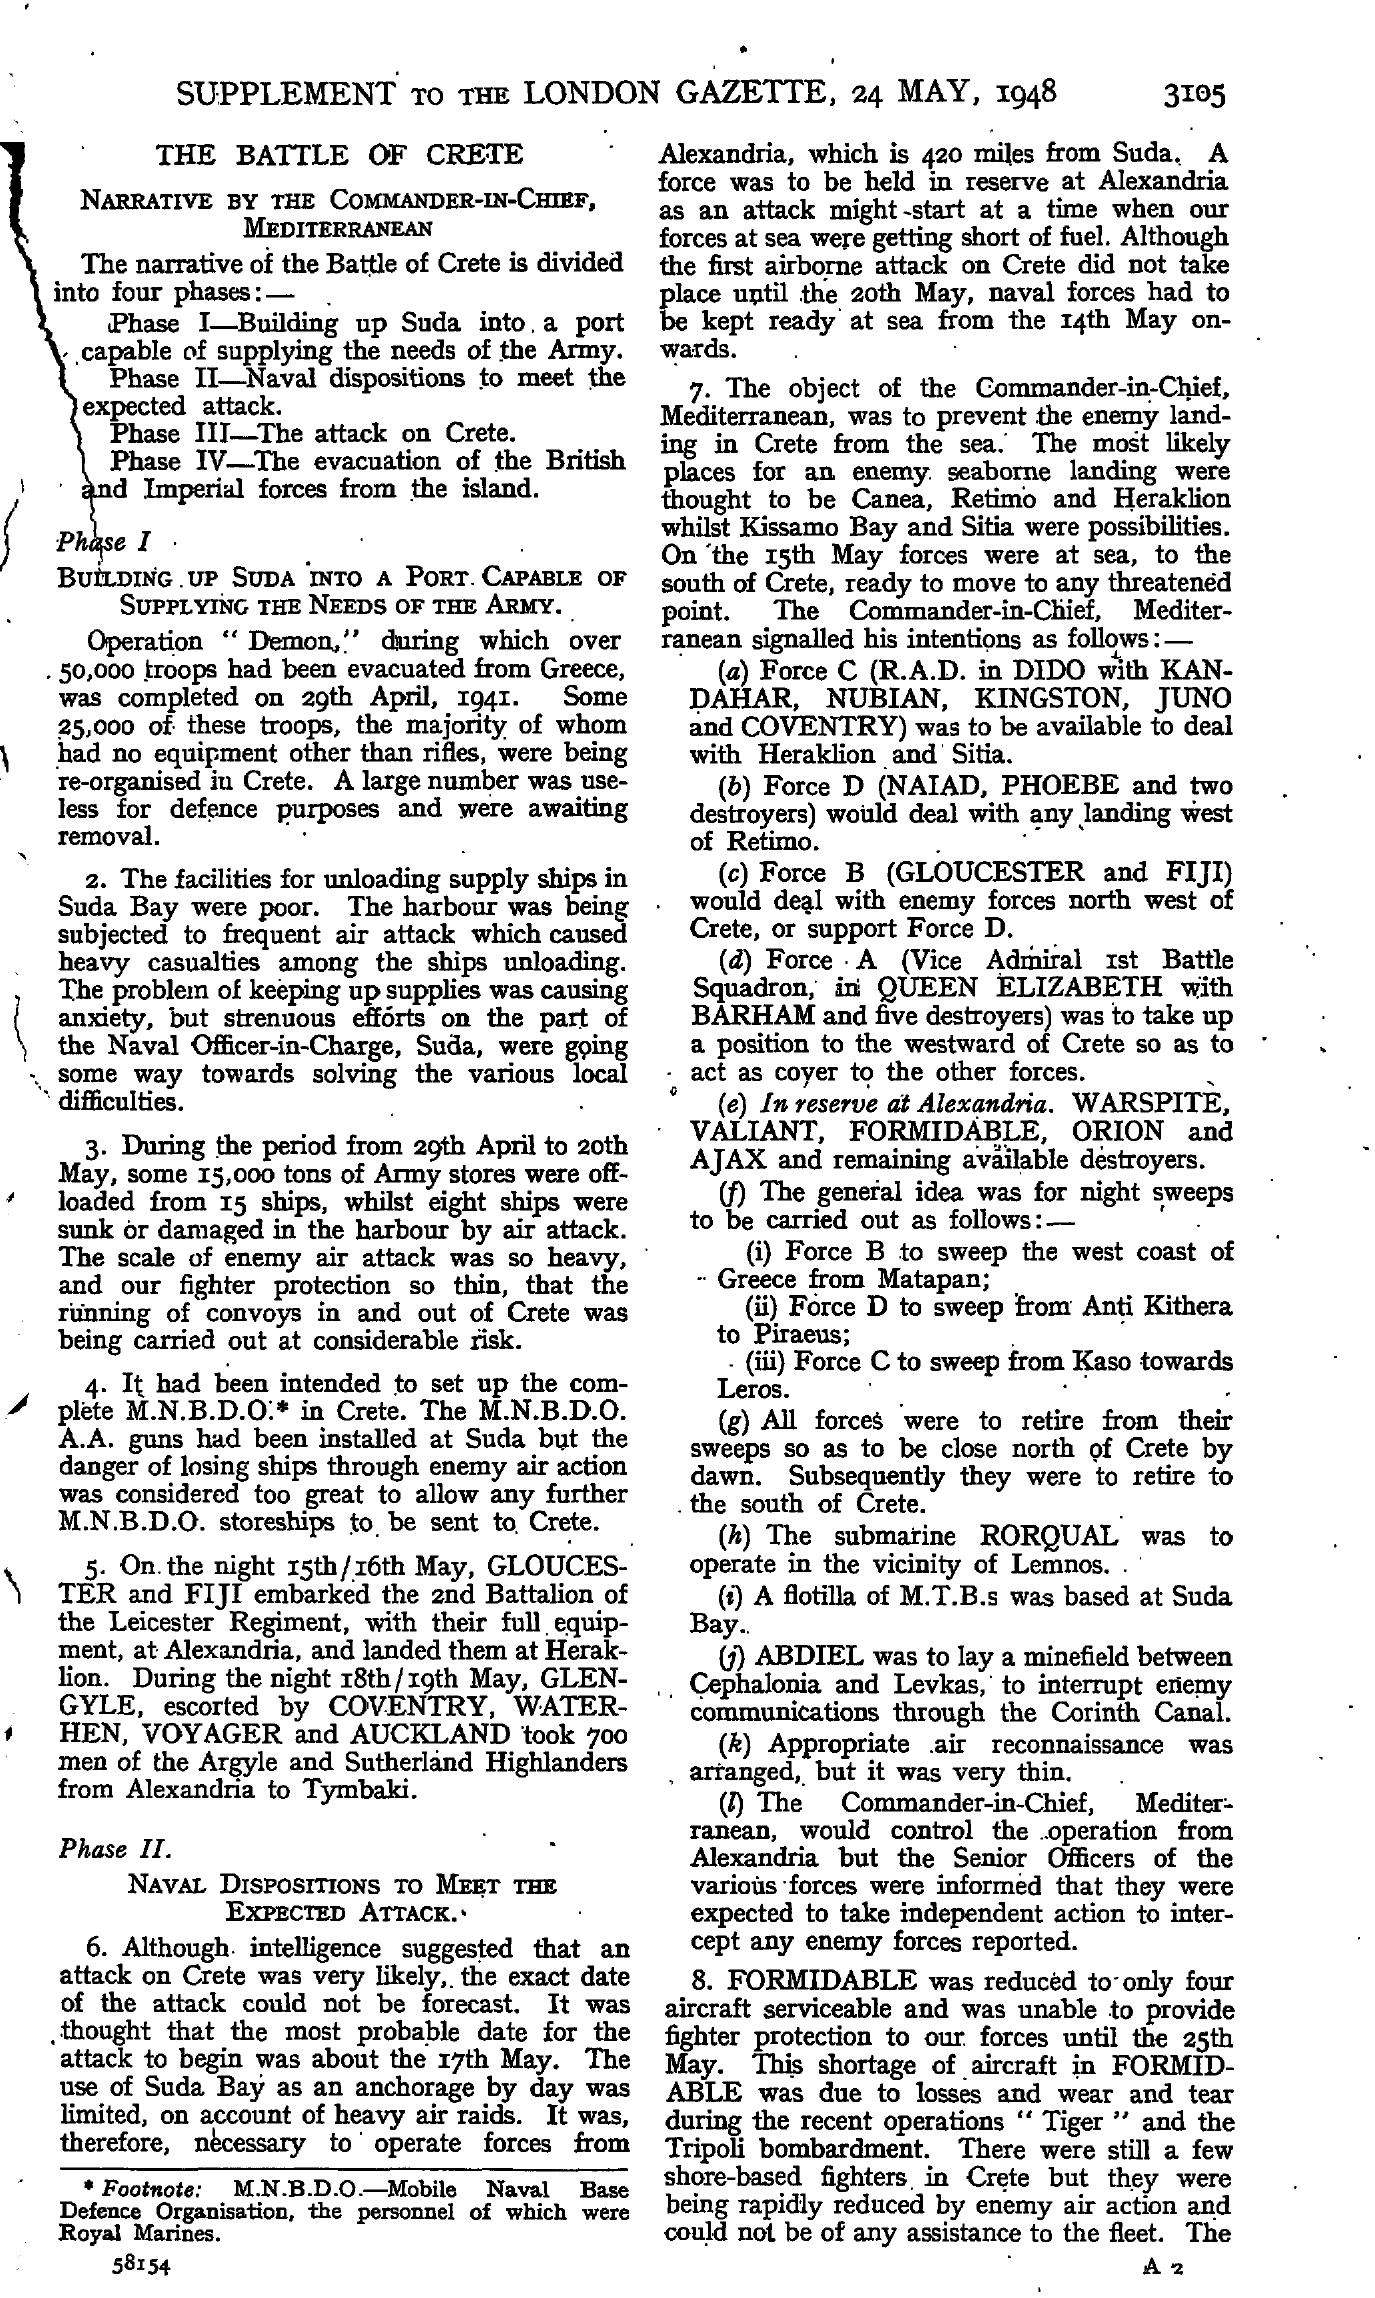 SUPPLEMENT TO THE LONDON GAZETTE, 24 MAY, 1948 3105
THE BATTLE OF CRETE
NARRATIVE BY THE COMMANDER-IN-CHIEF,
MEDITERRANEAN
The narrative of the Battle of Crete is divided
into four phases:—
Phase I—Building up Suda into a port
capable of supplying the needs of the Army.
Phase II—Naval dispositions to meet the
expected attack.
Phase III—The attack on Crete.
Phase IV—The evacuation of the British
and Imperial forces from the island.
Phase I
BUILDING UP SUDA INTO A PORT CAPABLE OF
SUPPLYING THE NEEDS OF THE ARMY.
Operation " Demon," during which over
50,000 troops had been evacuated from Greece,
was completed on 29th April, 1941. Some
25,000 of these troops, the majority of whom
had no equipment other than rifles, were being
re-organised in Crete. A large number was use-
less for defence purposes and were awaiting
removal.
2. The facilities for unloading supply ships in
Suda Bay were poor. The harbour was being
subjected to frequent air attack which caused
heavy casualties among the ships unloading.
The problem of keeping up supplies was causing
anxiety, but strenuous efforts on the part of
the Naval Officer-in-Charge, Suda, were going
some way towards solving the various local
difficulties.
3. During the period from 29th April to 20th
May, some 15,000 tons of Army stores were off-
loaded from 15 ships, whilst eight ships were
sunk or damaged in the harbour by air attack.
The scale of enemy air attack was so heavy,
and our fighter protection so thin, that the
running of convoys in and out of Crete was
being carried out at considerable risk.
4. It had been intended to set up the com-
plete M.N.B.D.O.* in Crete. The M.N.B.D.O.
A.A. guns had been installed at Suda but the
danger of losing ships through enemy air action
was considered too great to allow any further
M.N.B.D.O. storeships to be sent to Crete.
5. On the night 15th/16th May, GLOUCES-
TER and FIJI embarked the 2nd Battalion of
the Leicester Regiment, with their full equip-
ment, at Alexandria, and landed them at Herak-
lion. During the night 18th/19th May, GLEN-
GYLE, escorted by COVENTRY, WATER-
HEN, VOYAGER and AUCKLAND took 700
men of the Argyle and Sutherland Highlanders
from Alexandria to Tymbaki.
Phase II.
NAVAL DISPOSITIONS TO MEET THE
EXPECTED ATTACK.
6. Although intelligence suggested that an
attack on Crete was very likely, the exact date
of the attack could not be forecast. It was
thought that the most probable date for the
attack to begin was about the 17th May. The
use of Suda Bay as an anchorage by day was
limited, on account of heavy air raids. It was,
therefore, necessary to operate forces from
* Footnote: M.N.B.D.O.—Mobile Naval Base
Defence Organisation, the personnel of which were
Royal Marines.
58154
Alexandria, which is 420 miles from Suda. A
force was to be held in reserve at Alexandria
as an attack might start at a time when our
forces at sea were getting short of fuel. Although
the first airborne attack on Crete did not take
place until the 20th May, naval forces had to
be kept ready at sea from the 14th May on-
wards.
7. The object of the Commander-in-Chief,
Mediterranean, was to prevent the enemy land-
ing in Crete from the sea. The most likely
places for an enemy seaborne landing were
thought to be Canea, Retimo and Heraklion
whilst Kissamo Bay and Sitia were possibilities.
On the 15th May forces were at sea, to the
south of Crete, ready to move to any threatened
point. The Commander-in-Chief, Mediter-
ranean signalled his intentions as follows:—
(a) Force C (R.A.D. in DIDO with KAN-
DAHAR, NUBIAN, KINGSTON, JUNO
and COVENTRY) was to be available to deal
with Heraklion and Sitia.
(b) Force D (NAIAD, PHOEBE and two
destroyers) would deal with any landing west
of Retimo.
(c) Force B (GLOUCESTER and FIJI)
would deal with enemy forces north west of
Crete, or support Force D.
(d) Force A (Vice Admiral 1st Battle
Squadron, in QUEEN ELIZABETH with
BARHAM and five destroyers) was to take up
a position to the westward of Crete so as to
act as cover to the other forces.
(e) In reserve at Alexandria. WARSPITE,
VALIANT, FORMIDABLE, ORION and
AJAX and remaining available destroyers.
(f) The general idea was for night sweeps
to be carried out as follows:—
(i) Force B to sweep the west coast of
Greece from Matapan;
(ii) Force D to sweep from Anti Kithera
to Piraeus;
(iii) Force C to sweep from Kaso towards
Leros.
(g) All forces were to retire from their
sweeps so as to be close north of Crete by
dawn. Subsequently they were to retire to
the south of Crete.
(h) The submarine RORQUAL was to
operate in the vicinity of Lemnos.
(i) A flotilla of M.T.B.s was based at Suda
Bay.
(j) ABDIEL was to lay a minefield between
Cephalonia and Levkas, to interrupt enemy
communications through the Corinth Canal.
(k) Appropriate air reconnaissance was
arranged, but it was very thin.
(l) The Commander-in-Chief, Mediter-
ranean, would control the operation from
Alexandria but the Senior Officers of the
various forces were informed that they were
expected to take independent action to inter-
cept any enemy forces reported.
8. FORMIDABLE was reduced to only four
aircraft serviceable and was unable to provide
fighter protection to our forces until the 25th
May. This shortage of aircraft in FORMID-
ABLE was due to losses and wear and tear
during the recent operations " Tiger " and the
Tripoli bombardment. There were still a few
shore-based fighters in Crete but they were
being rapidly reduced by enemy air action and
could not be of any assistance to the fleet. The
A 2